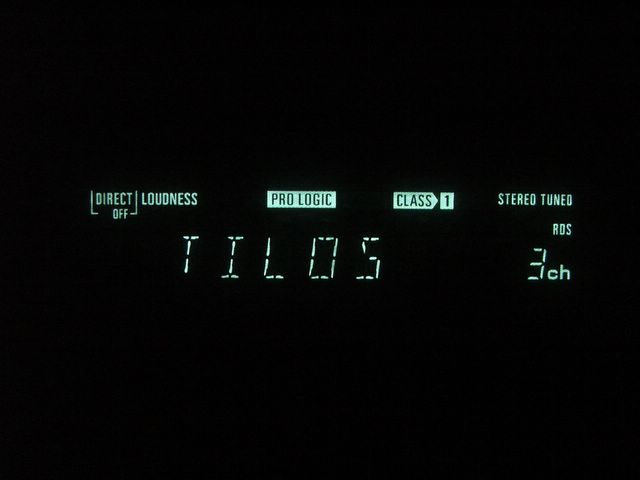 DIRECT LOUDNESS PRO LOGIC CLASS 1 STEREO TUNED
OFF
RDS
TILOS 3ch